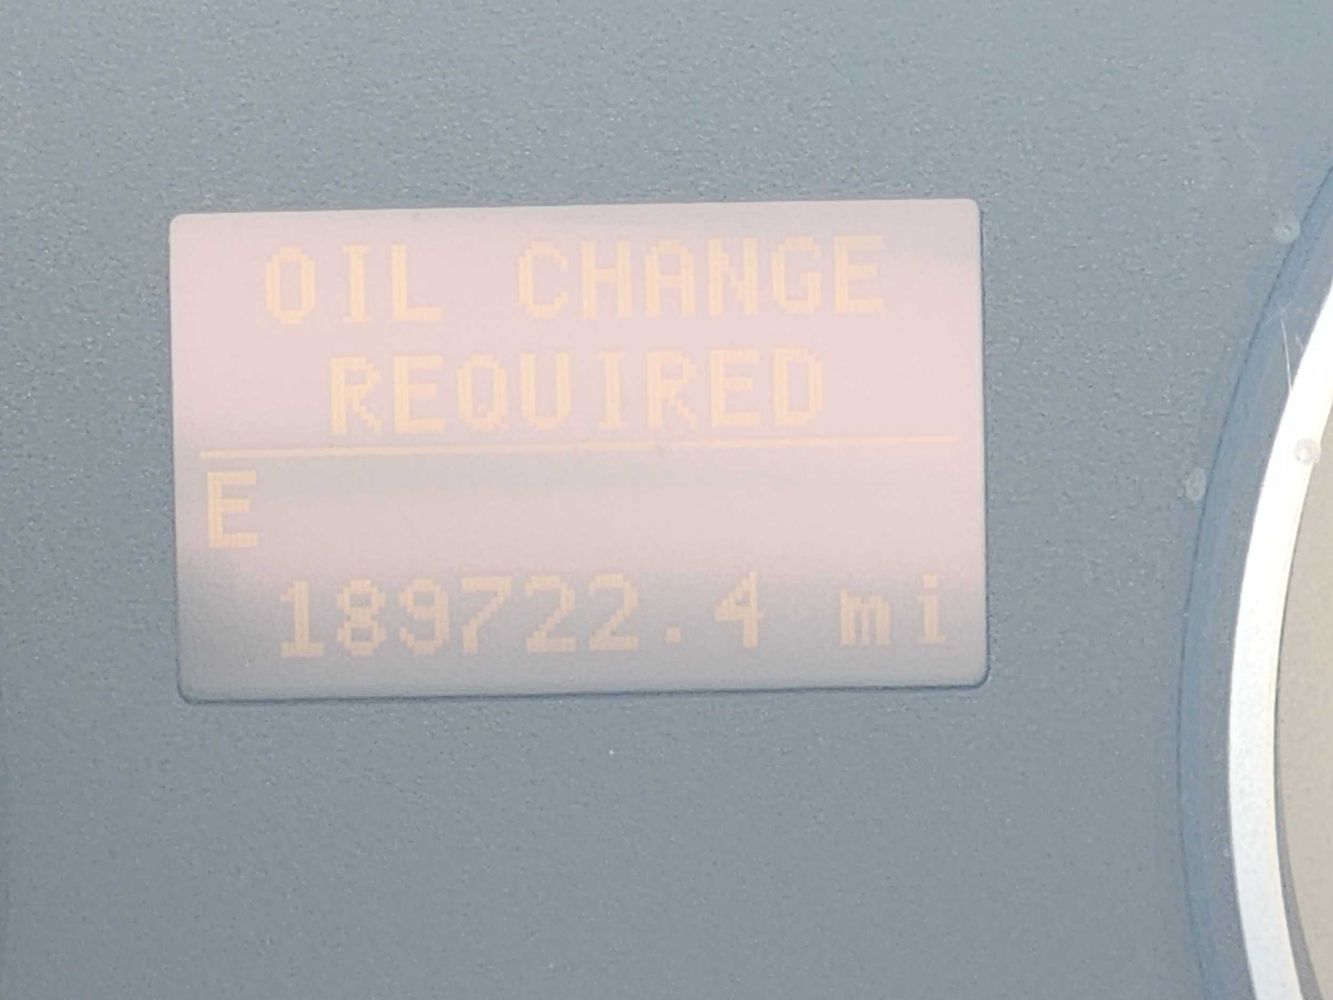 OIL CHANGE
REQUIRED
E
189722.4 mi